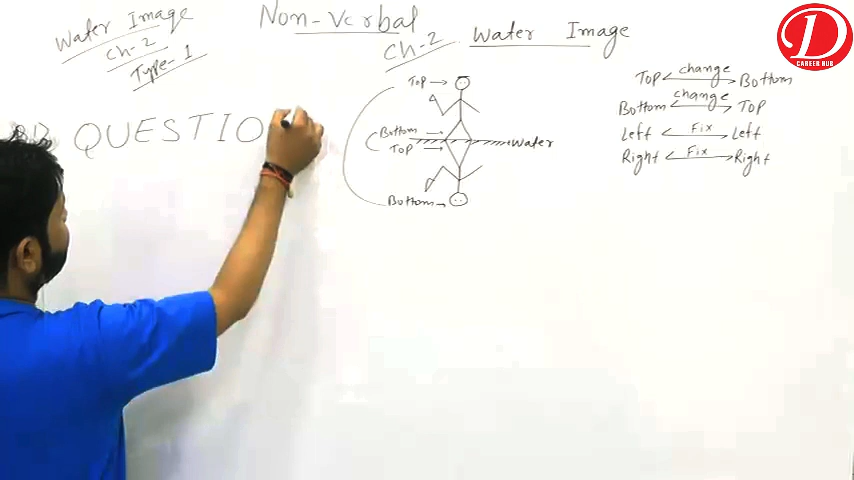 Water Image
Ch-2
Type-1
Non-Verbal
Ch-2 Water Image
QUESTIO
Top
Bottom
Top
Water
Bottom
Top change Bottom
Bottom change Top
Left Fix Left
Right Fix Right
D
CAREER HUB